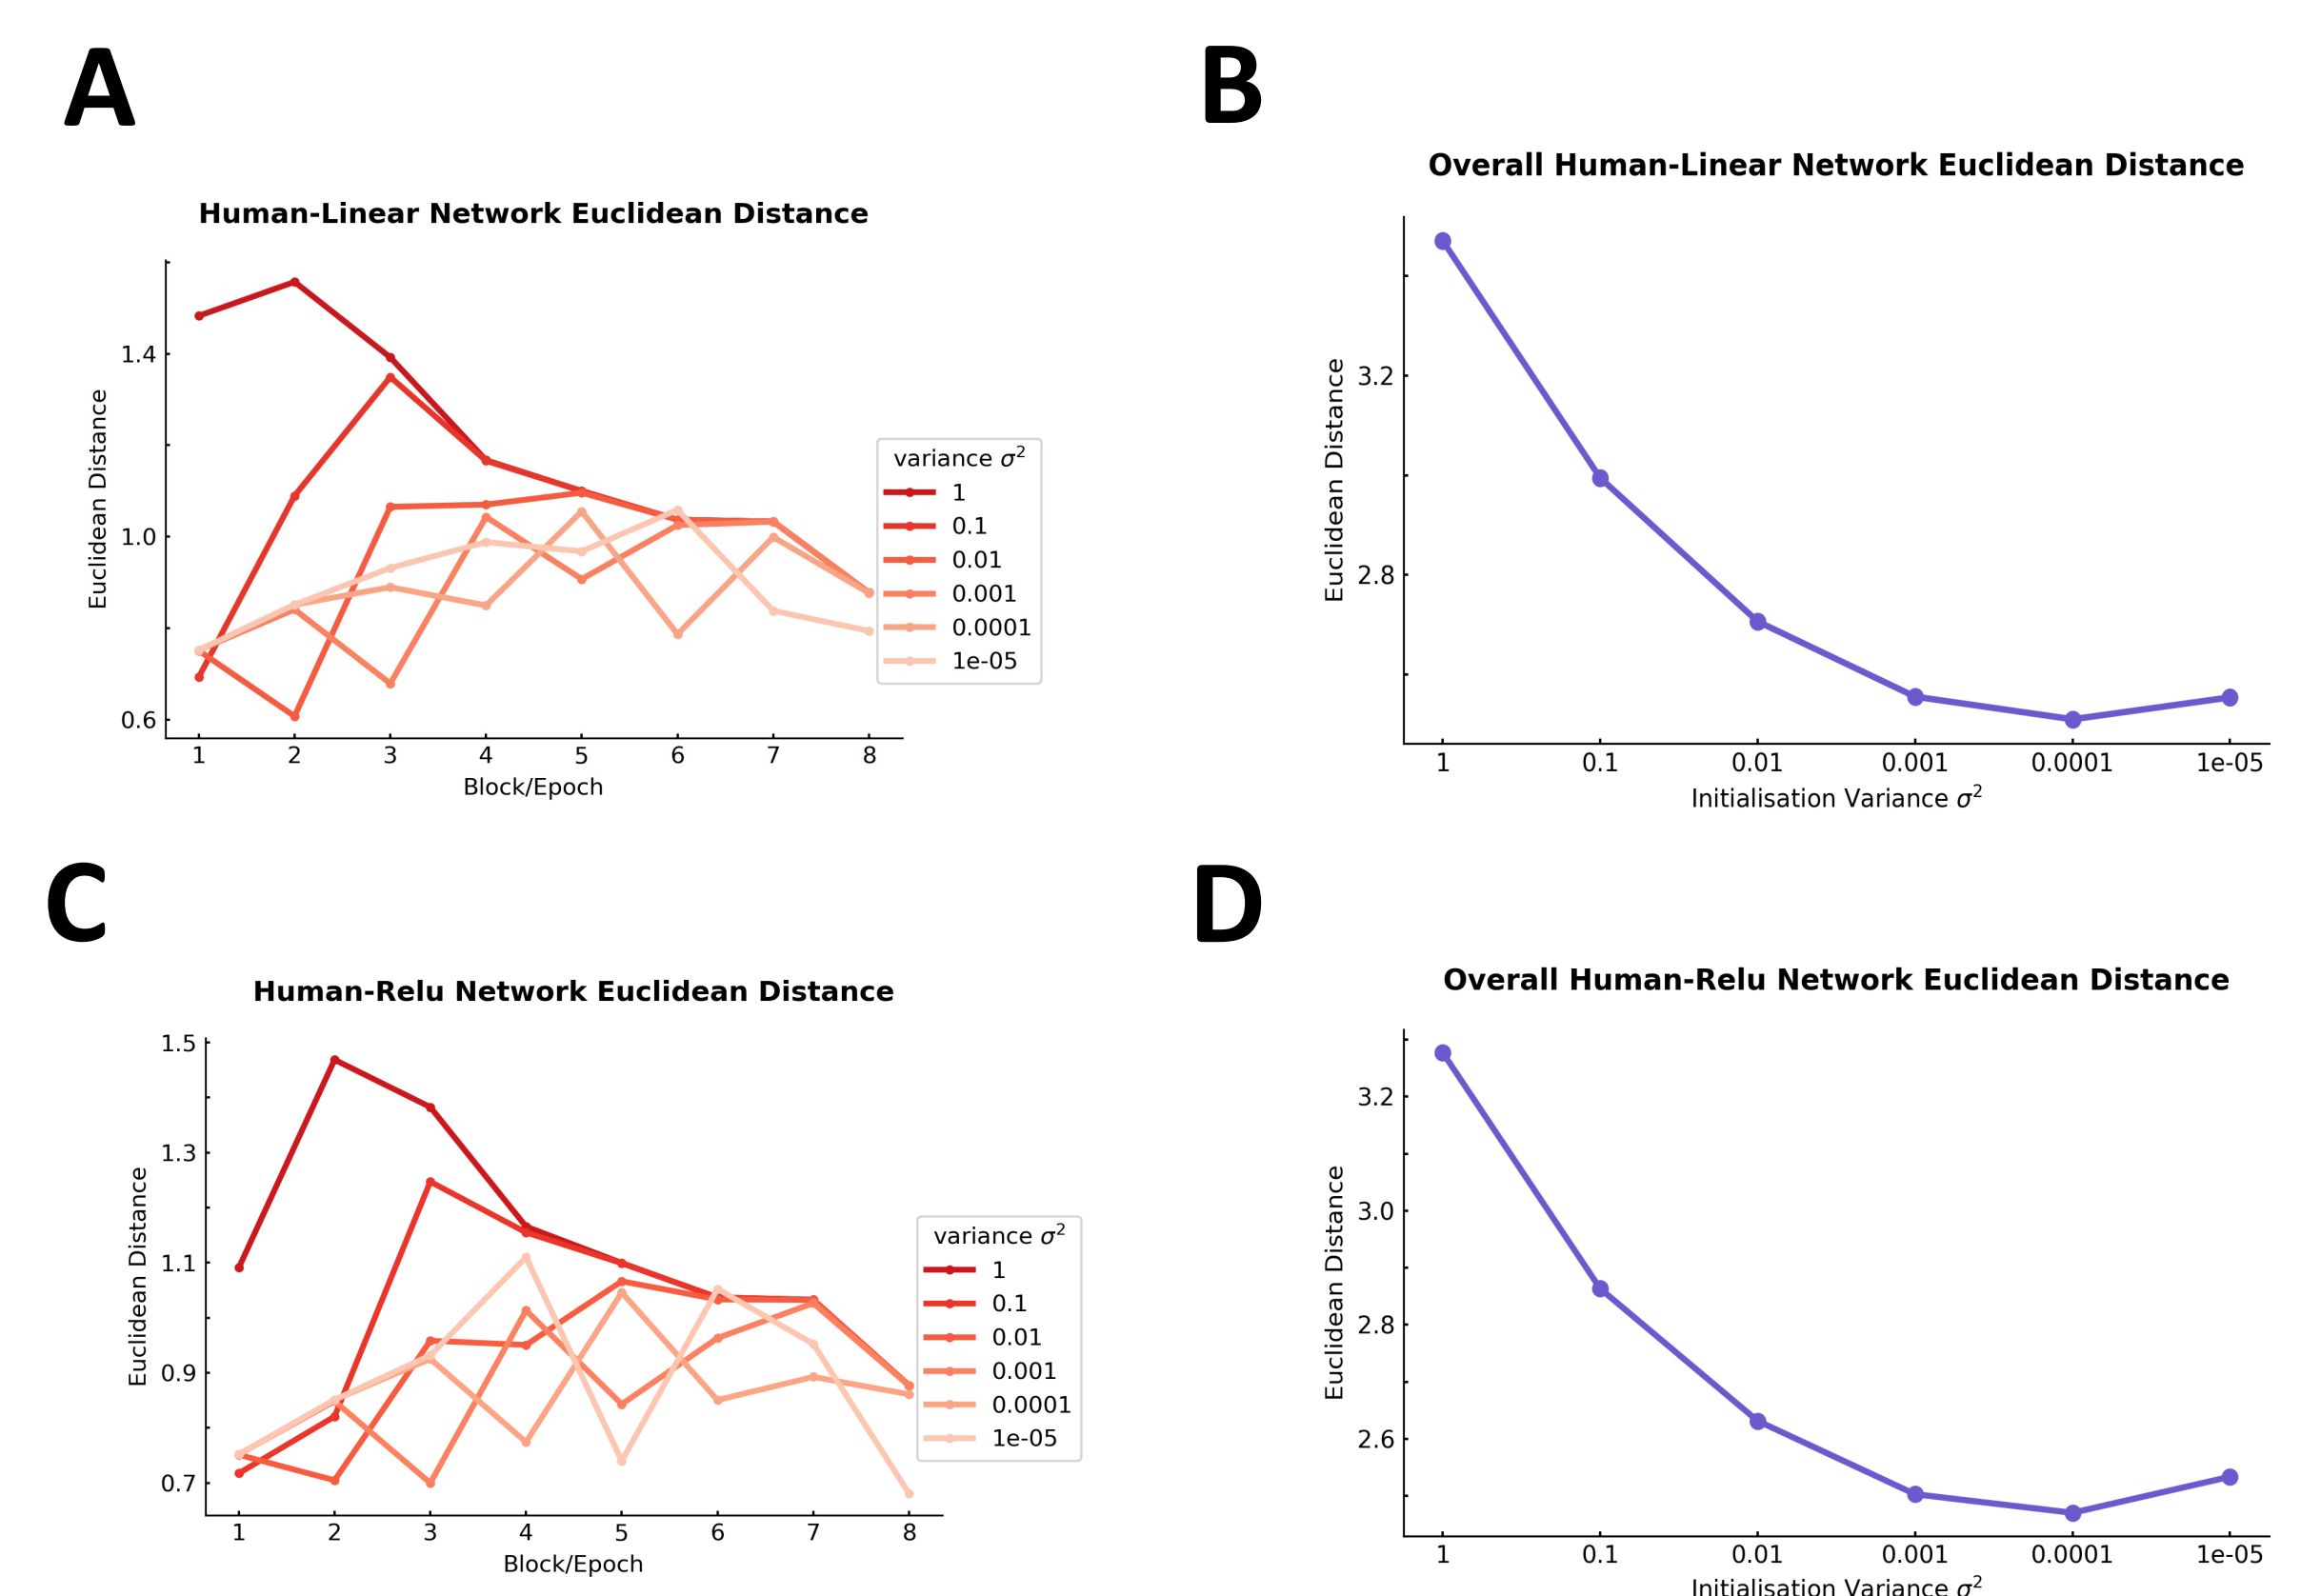 A
Human-Linear Network Euclidean Distance
Euclidean Distance
1.4
1.0
0.6
1 2 3 4 5 6 7 8
Block/Epoch
variance σ²
1
0.1
0.01
0.001
0.0001
1e-05
B
Overall Human-Linear Network Euclidean Distance
Euclidean Distance
3.2
2.8
1 0.1 0.01 0.001 0.0001 1e-05
Initialisation Variance σ²
C
Human-Relu Network Euclidean Distance
Euclidean Distance
1.5
1.3
1.1
0.9
0.7
1 2 3 4 5 6 7 8
Block/Epoch
variance σ²
1
0.1
0.01
0.001
0.0001
1e-05
D
Overall Human-Relu Network Euclidean Distance
Euclidean Distance
3.2
3.0
2.8
2.6
1 0.1 0.01 0.001 0.0001 1e-05
Initialisation Variance σ²